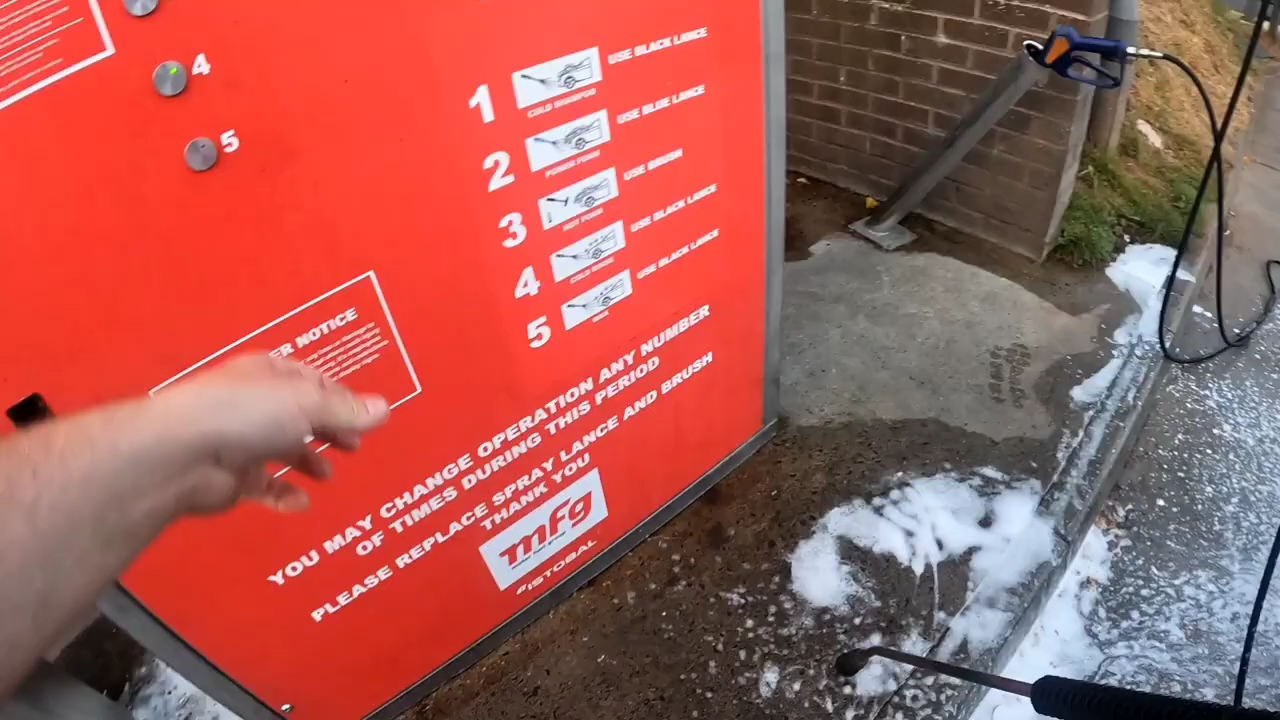 4
5
1 USE BLACK LANCE
COLD SHAMPOO
2 USE BLUE LANCE
POWER FOAM
3 USE BRUSH
HOT FOAM
4 USE BLACK LANCE
COLD RINSE
5 USE BLACK LANCE
WAX
ER NOTICE
YOU MAY CHANGE OPERATION ANY NUMBER
OF TIMES DURING THIS PERIOD
PLEASE REPLACE SPRAY LANCE AND BRUSH
THANK YOU
mfg
ISTOBAL